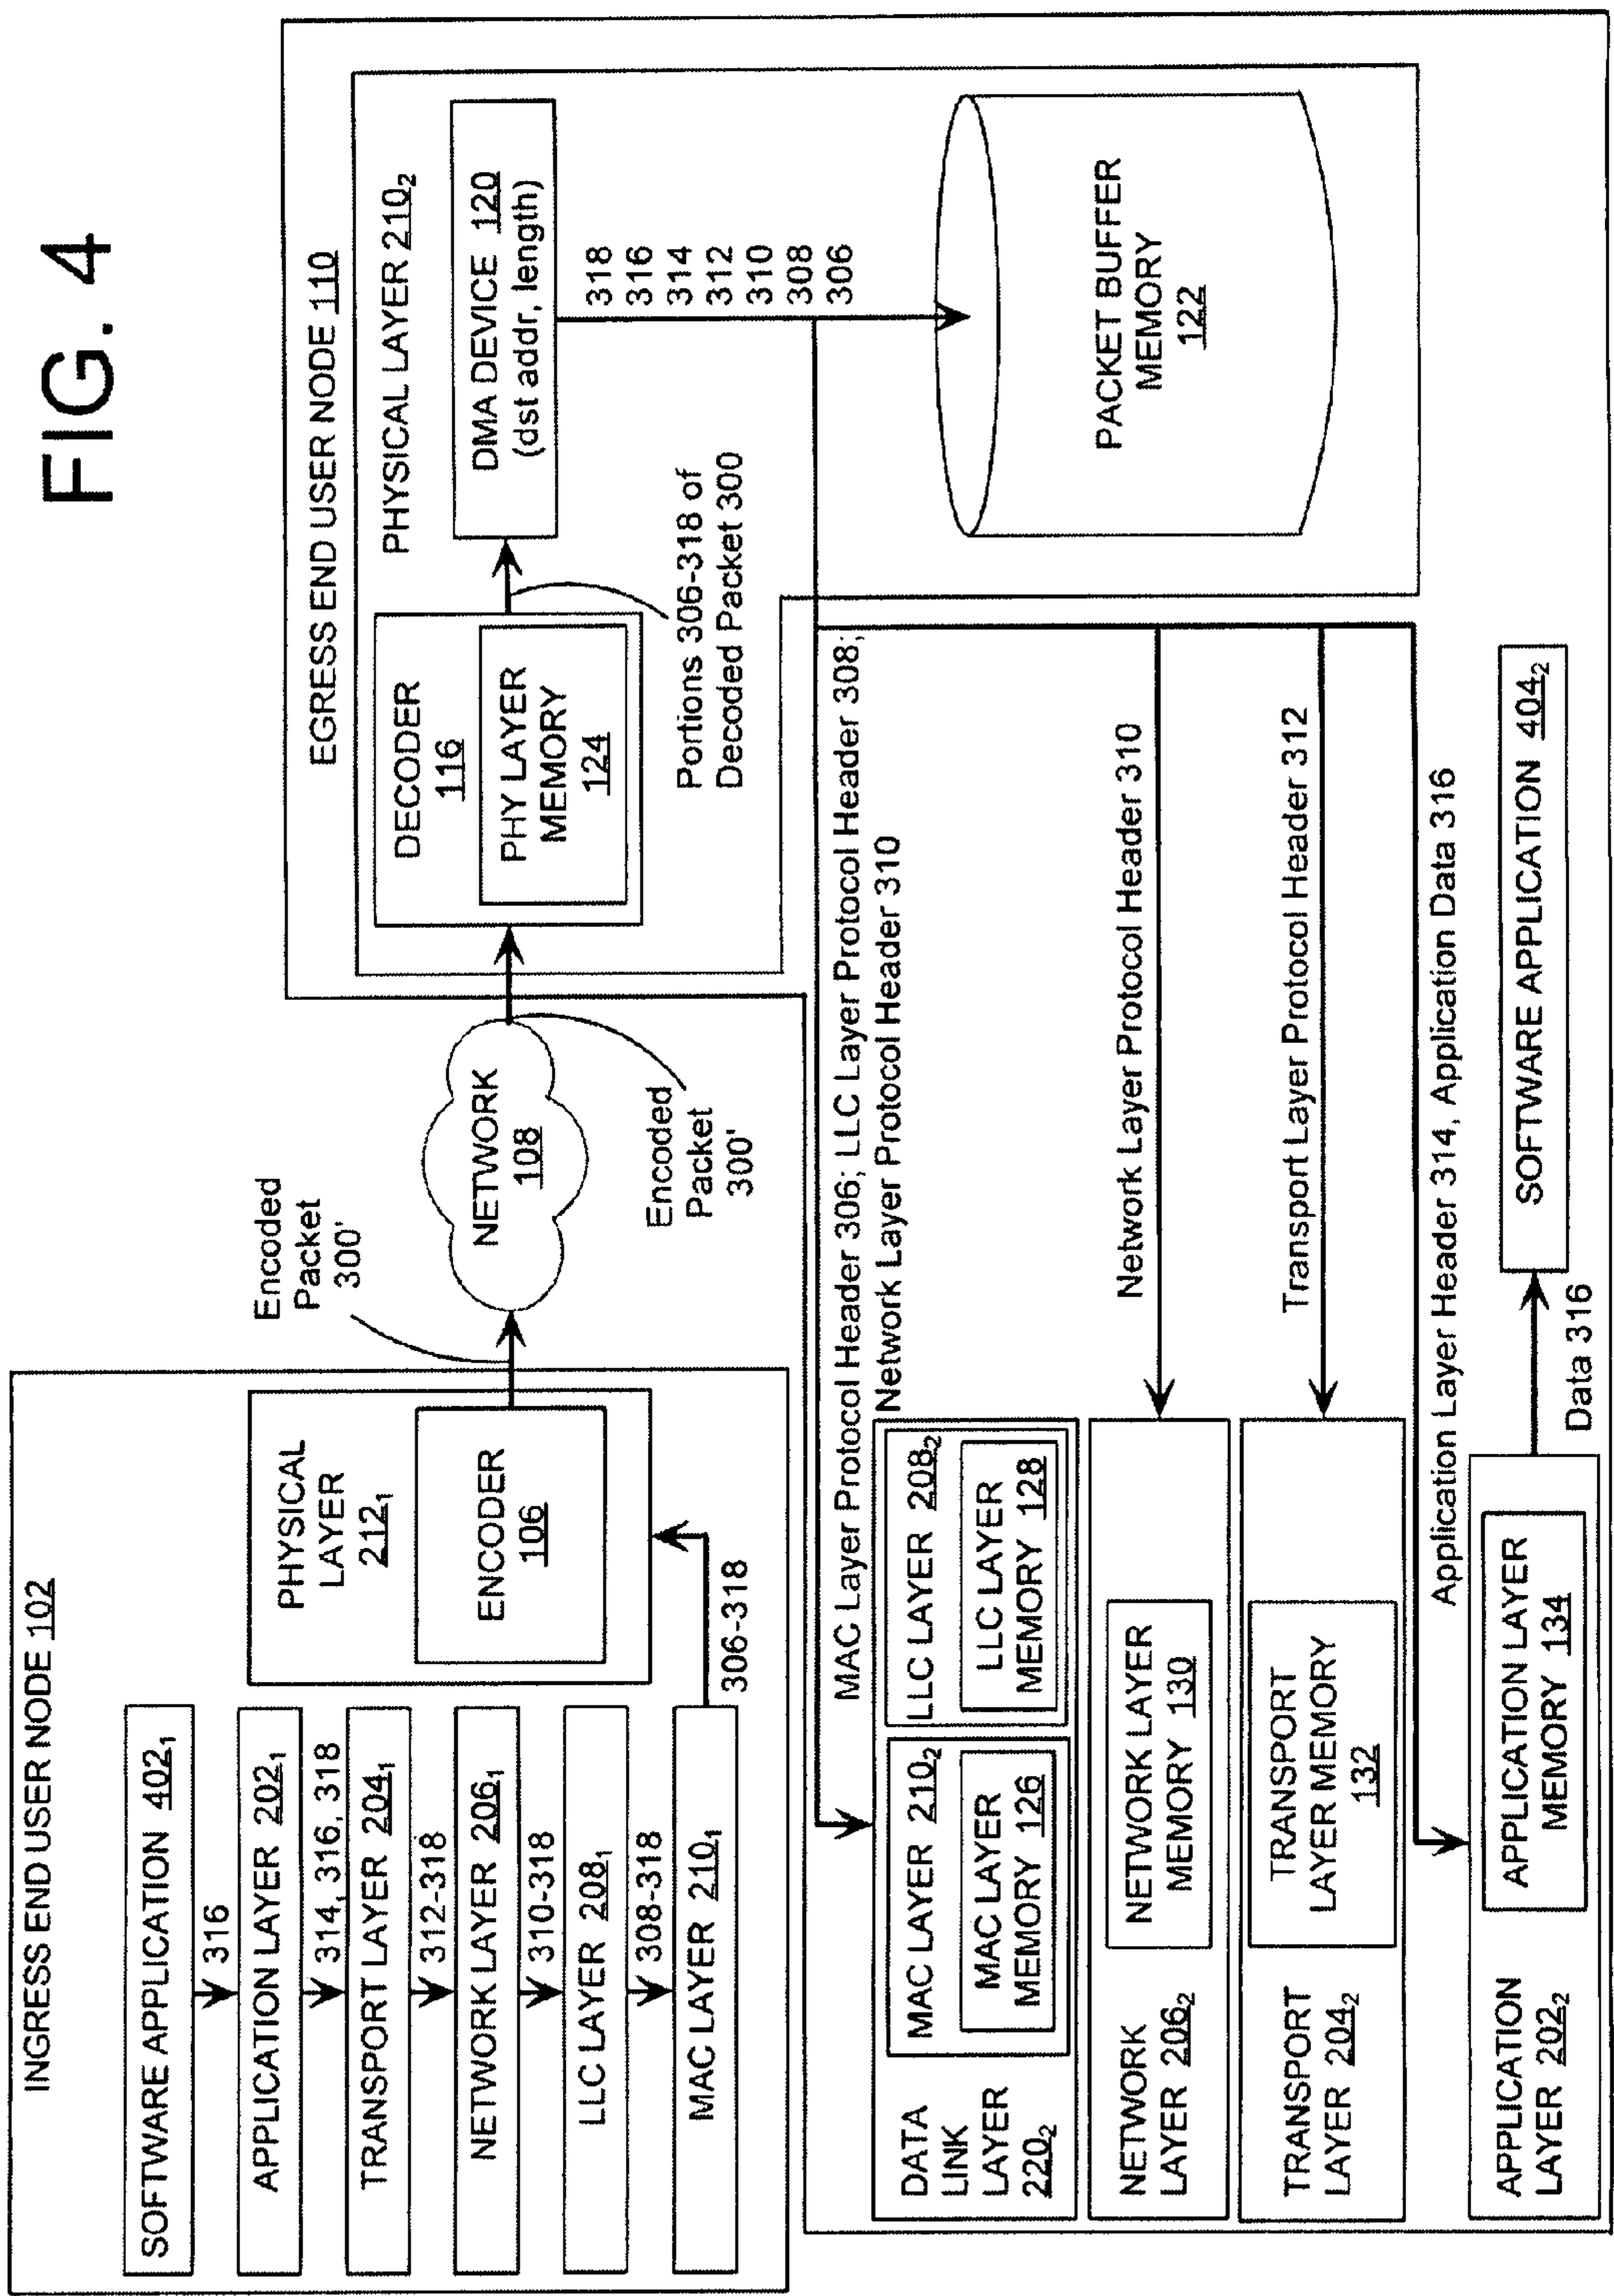 FIG. 4
INGRESS END USER NODE 102
SOFTWARE APPLICATION 402₁
316
APPLICATION LAYER 202₁
314, 316, 318
TRANSPORT LAYER 204₁
312-318
NETWORK LAYER 206₁
310-318
LLC LAYER 208₁
308-318
MAC LAYER 210₁
306-318
PHYSICAL
LAYER
212₁
ENCODER
106
Encoded
Packet
300'
NETWORK
108
Encoded
Packet
300'
EGRESS END USER NODE 110
PHYSICAL LAYER 210₂
DECODER
116
PHY LAYER
MEMORY
124
Portions 306-318 of
Decoded Packet 300
DMA DEVICE 120
(dst addr, length)
318
316
314
312
310
308
306
PACKET BUFFER
MEMORY
122
MAC Layer Protocol Header 306; LLC Layer Protocol Header 308;
Network Layer Protocol Header 310
DATA
LINK
LAYER
220₂
MAC LAYER 210₂
MAC LAYER
MEMORY 126
LLC LAYER 208₂
LLC LAYER
MEMORY 128
Network Layer Protocol Header 310
NETWORK
LAYER 206₂
NETWORK LAYER
MEMORY 130
Transport Layer Protocol Header 312
TRANSPORT
LAYER 204₂
TRANSPORT
LAYER MEMORY
132
Application Layer Header 314, Application Data 316
APPLICATION
LAYER 202₂
APPLICATION LAYER
MEMORY 134
Data 316
SOFTWARE APPLICATION 404₂